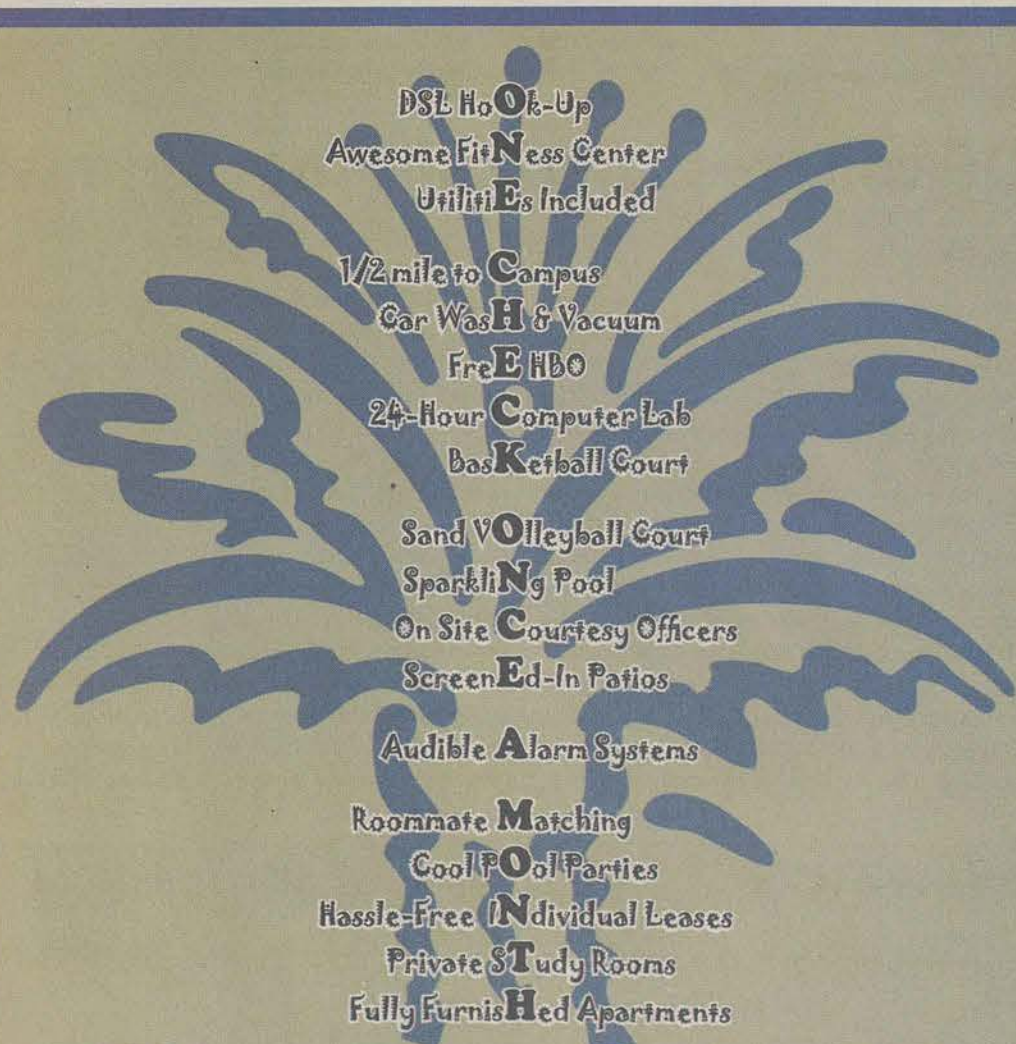 DSL HoOk-Up
Awesome FitNess Center
UtilitiEs Included
1/2 mile to Campus
Car WasH & Vacuum
FreE HBO
24-Hour Computer Lab
BasKetball Court
Sand VOlleyball Court
SparkliNg Pool
On Site Courtesy Officers
ScreenEd-In Patios
Audible Alarm Systems
Roommate Matching
Cool POol Parties
Hassle-Free INdividual Leases
Private STudy Rooms
Fully FurnisHed Apartments